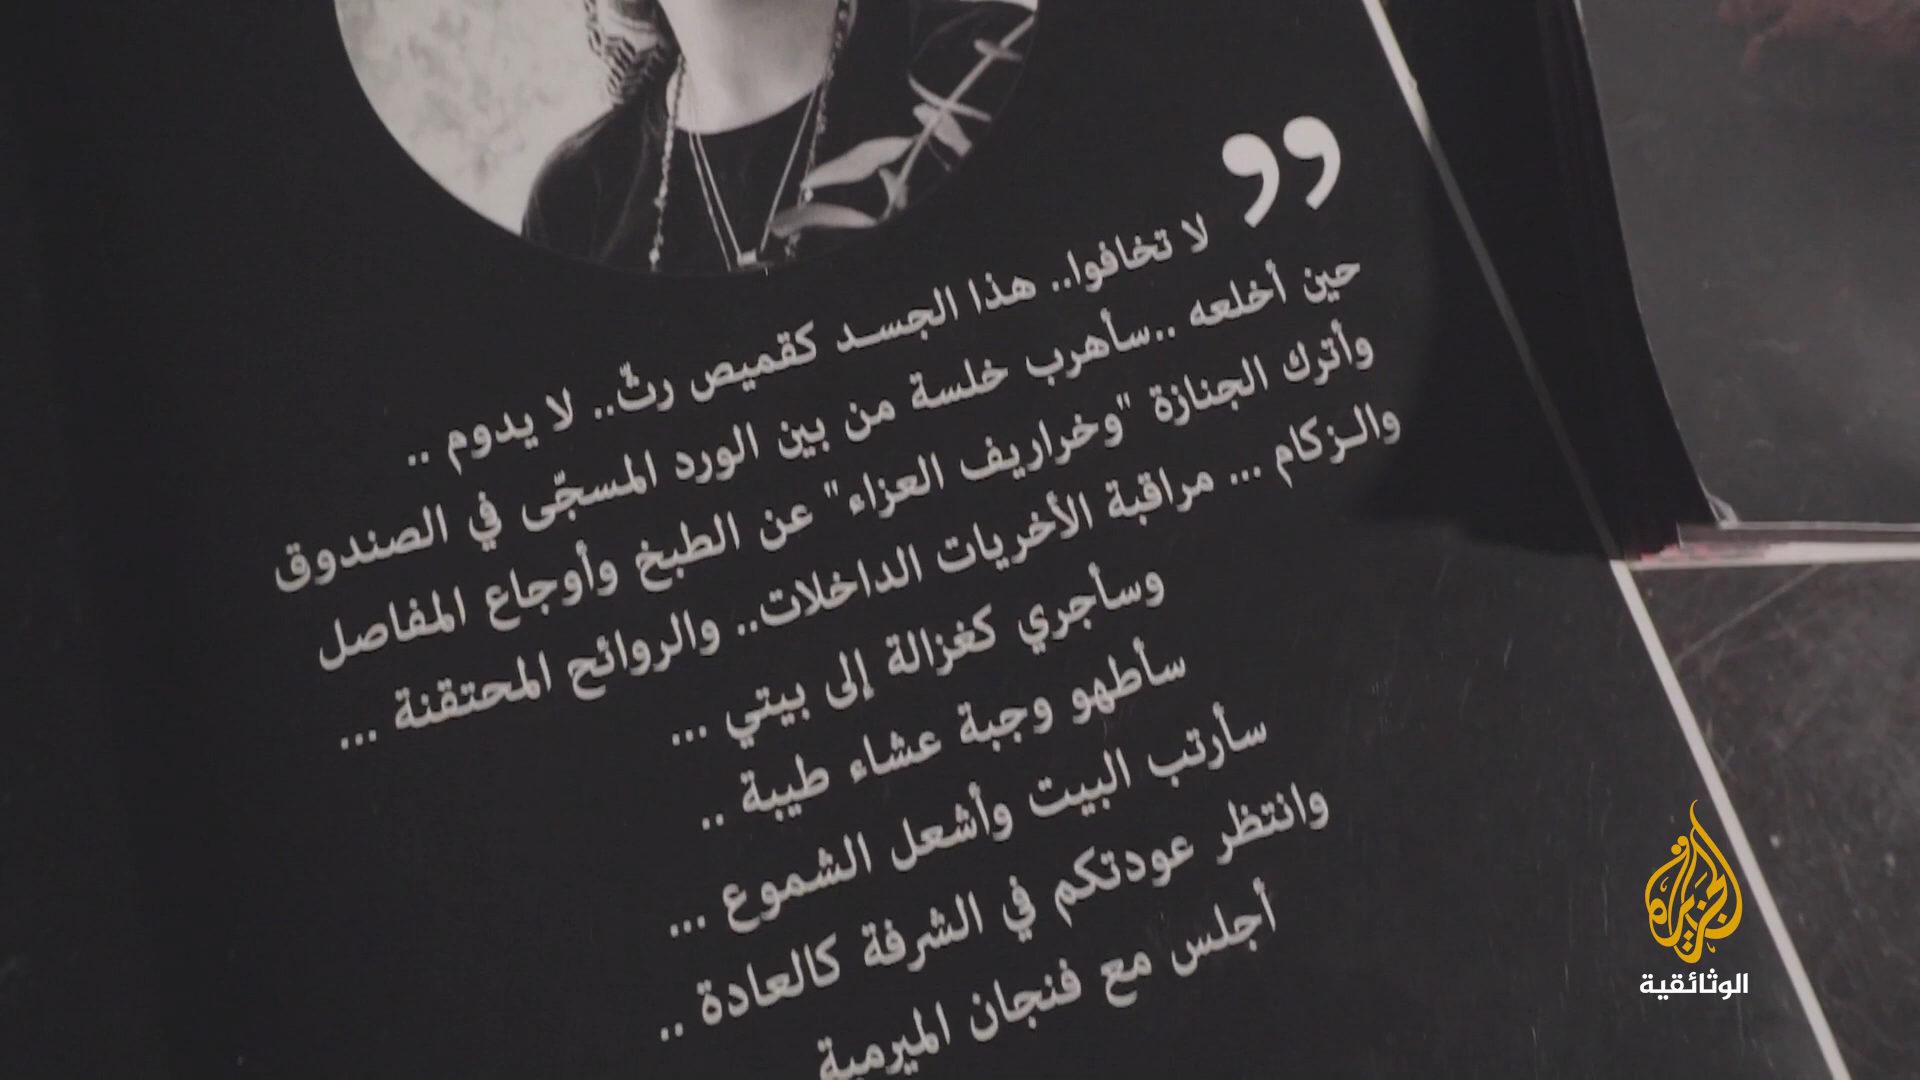 لا تخافوا.. هذا الجسد كقميص رثٌ.. لا يدوم ..
حين أخلعه ..سأهرب خلسة من بين الورد المسجّى في الصندوق
وأترك الجنازة "وخراريف العزاء" عن الطبخ وأوجاع المفاصل
والزكام ... مراقبة الأخريات الداخلات.. والروائح المحتقنة ...
وسأجري كغزالة إلى بيتي ...
سأطهو وجبة عشاء طيبة ..
سأرتب البيت وأشعل الشموع ...
وانتظر عودتكم في الشرفة كالعادة ..
أجلس مع فنجان الميرمية
الجزيرة
الوثائقية